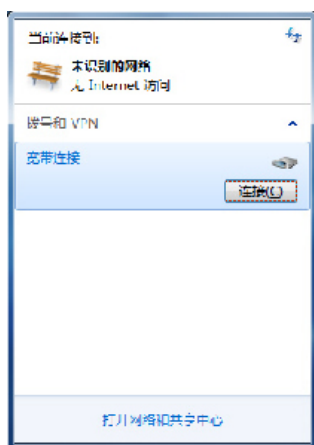 当前连接到:
未识别的网络
无 Internet 访问
拨号和 VPN
宽带连接
连接(C)
打开网络和共享中心